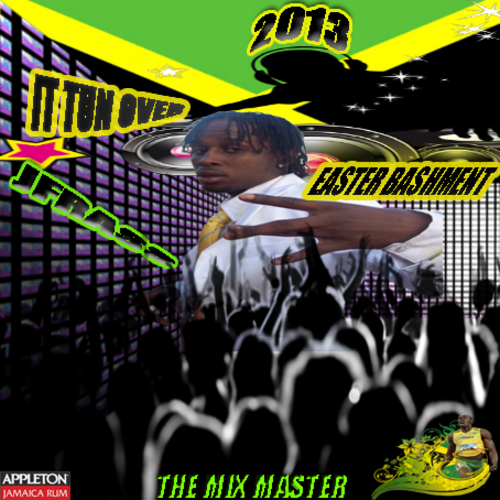 2013
IT TUN OVER
EASTER BASHMENT
JFRASS
THE MIX MASTER
APPLETON
JAMAICA RUM